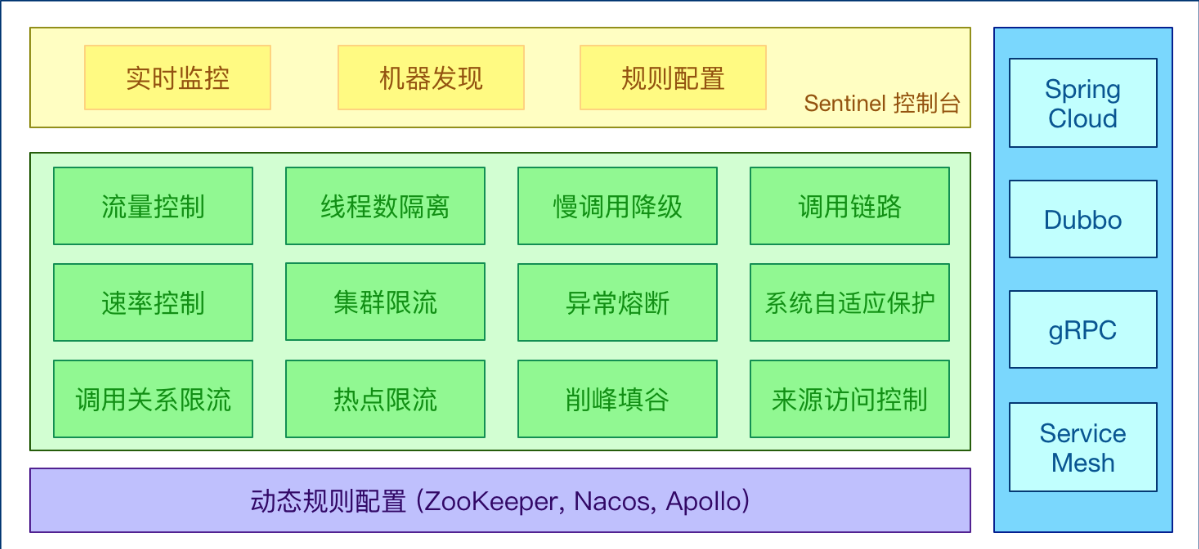 实时监控
机器发现
规则配置
Sentinel 控制台
流量控制
线程数隔离
慢调用降级
调用链路
速率控制
集群限流
异常熔断
系统自适应保护
调用关系限流
热点限流
削峰填谷
来源访问控制
动态规则配置 (ZooKeeper, Nacos, Apollo)
Spring
Cloud
Dubbo
gRPC
Service
Mesh